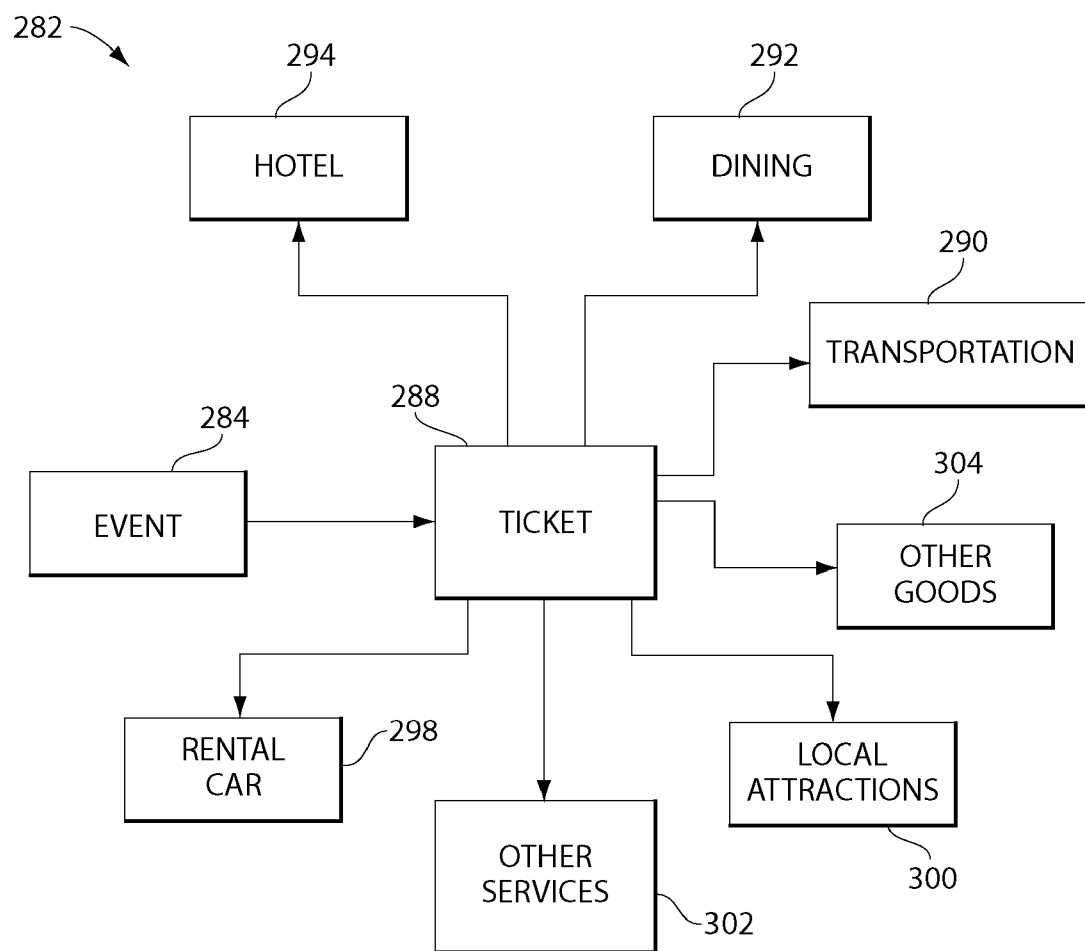 282
294
292
HOTEL
DINING
290
TRANSPORTATION
284
288
304
EVENT
TICKET
OTHER
GOODS
RENTAL
CAR
298
LOCAL
ATTRACTIONS
OTHER
SERVICES
300
302